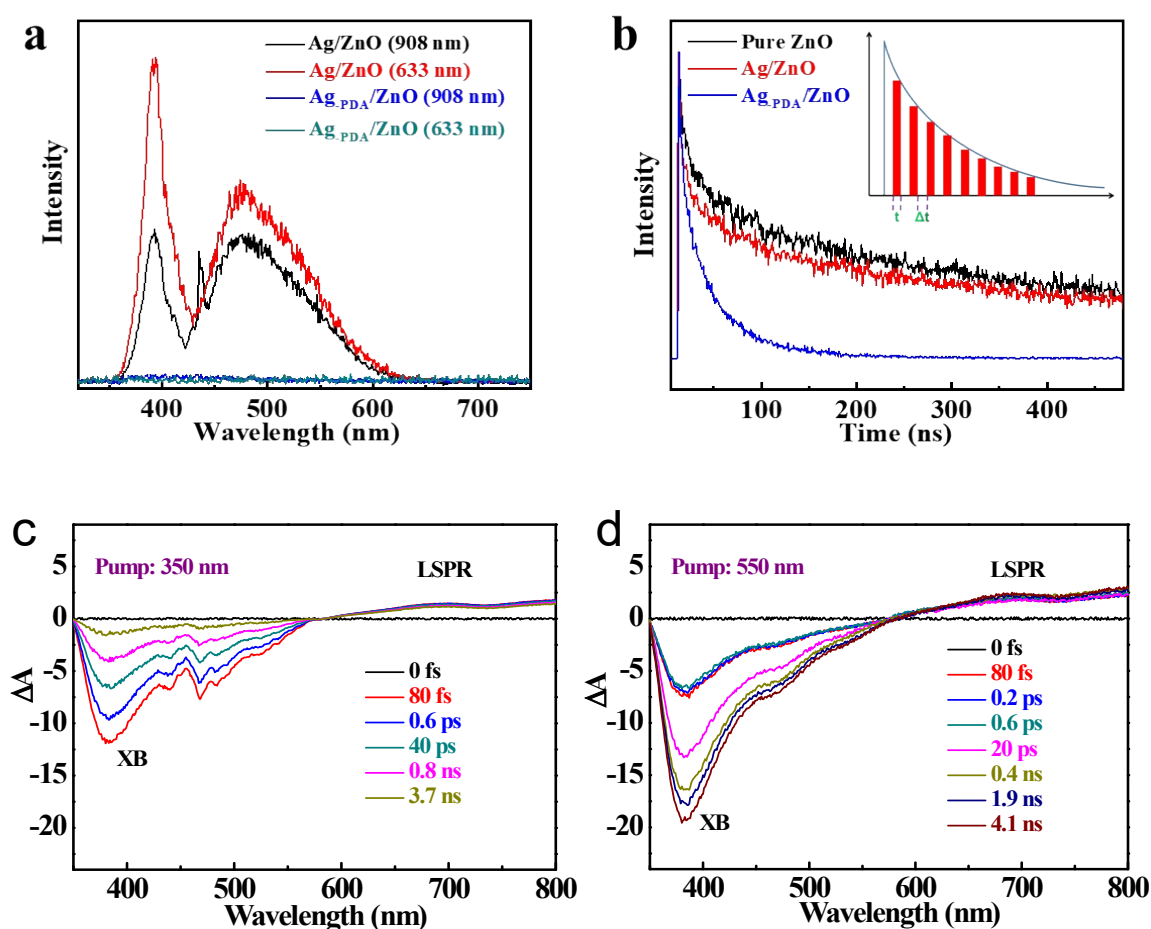 a
Ag/ZnO (908 nm)
Ag/ZnO (633 nm)
Ag-PDA/ZnO (908 nm)
Ag-PDA/ZnO (633 nm)
Intensity
400 500 600 700
Wavelength (nm)
b
Pure ZnO
Ag/ZnO
Ag-PDA/ZnO
t Δt
Intensity
100 200 300 400
Time (ns)
c
Pump: 350 nm
LSPR
5
0
-5
-10
-15
-20
ΔA
0 fs
80 fs
0.6 ps
40 ps
0.8 ns
3.7 ns
XB
400 500 600 700 800
Wavelength (nm)
d
Pump: 550 nm
LSPR
5
0
-5
-10
-15
-20
ΔA
0 fs
80 fs
0.2 ps
0.6 ps
20 ps
0.4 ns
1.9 ns
4.1 ns
XB
400 500 600 700 800
Wavelength (nm)